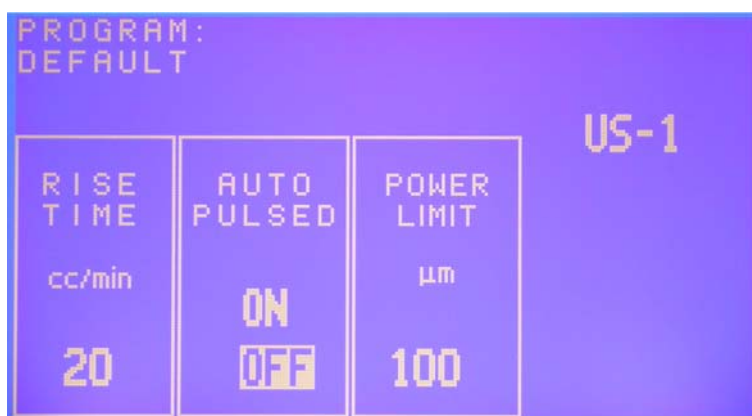 PROGRAM:
DEFAULT
US-1
RISE
TIME
cc/min
20
AUTO
PULSED
ON
OFF
POWER
LIMIT
µm
100